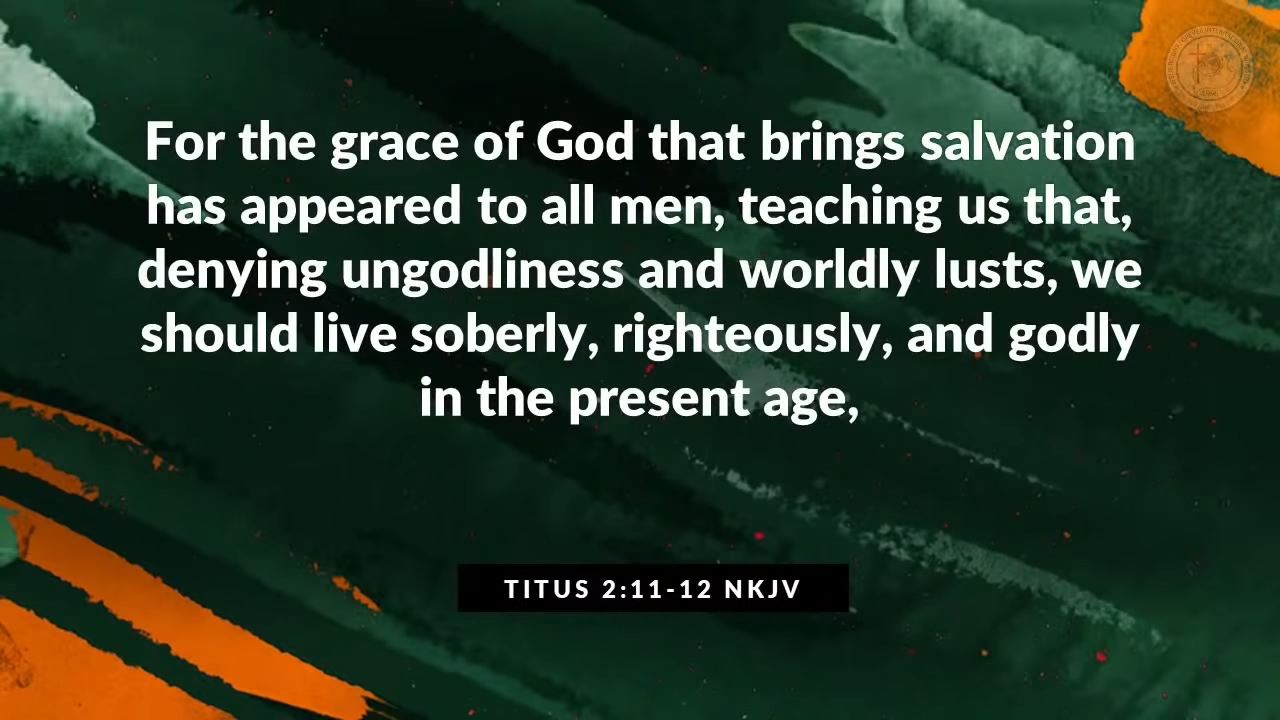 For the grace of God that brings salvation
has appeared to all men, teaching us that,
denying ungodliness and worldly lusts, we
should live soberly, righteously, and godly
in the present age,
TITUS 2:11-12 NKJV